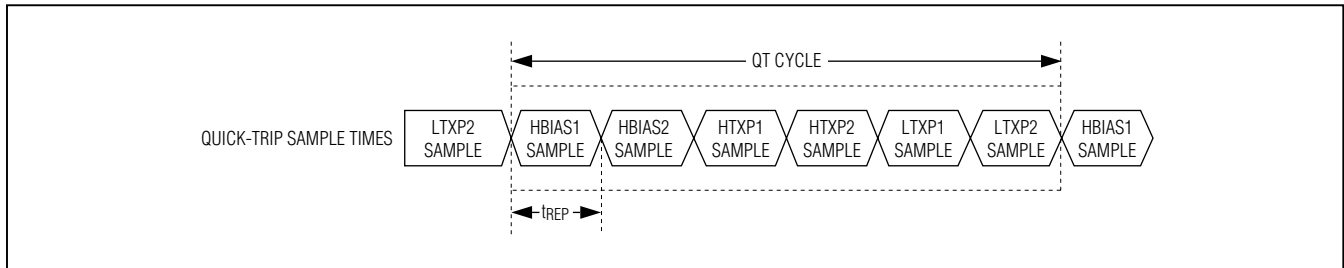 QT CYCLE
QUICK-TRIP SAMPLE TIMES
LTXP2
SAMPLE
HBIAS1
SAMPLE
HBIAS2
SAMPLE
HTXP1
SAMPLE
HTXP2
SAMPLE
LTXP1
SAMPLE
LTXP2
SAMPLE
HBIAS1
SAMPLE
tREP